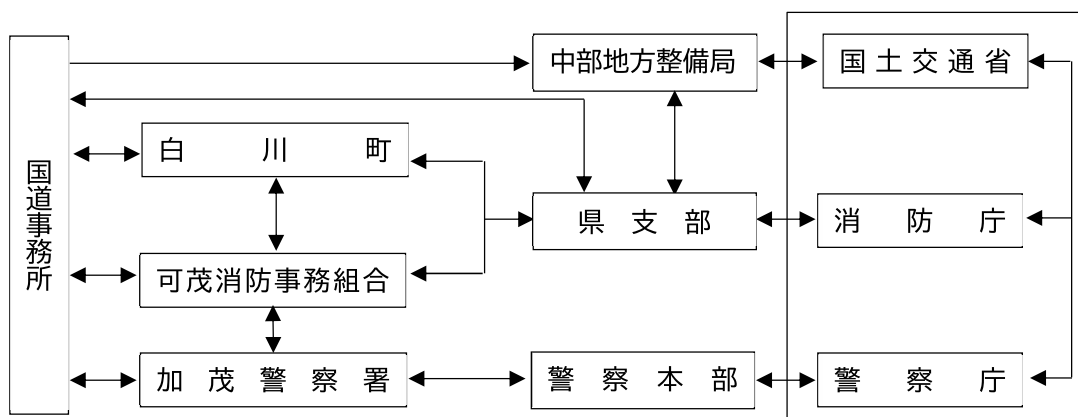 国道事務所
中部地方整備局
国土交通省
白川町
県支部
消防庁
可茂消防事務組合
加茂警察署
警察本部
警察庁